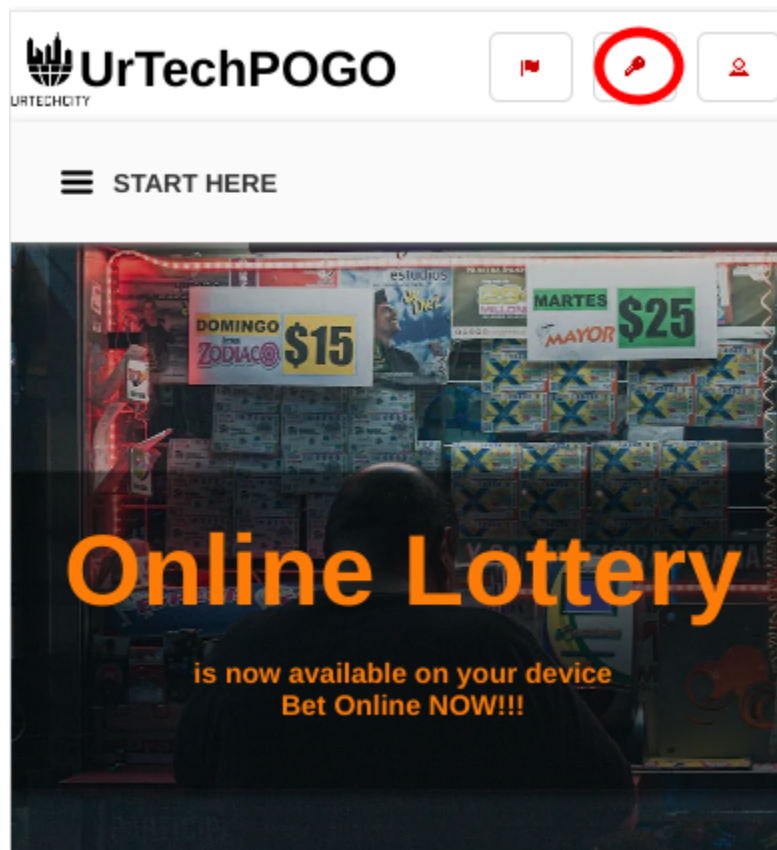 UrTechPOGO
URTECHCITY
START HERE
estudios
DOMINGO
ZODIACO $15
MARTES
MAYOR $25
Online Lottery
is now available on your device
Bet Online NOW!!!